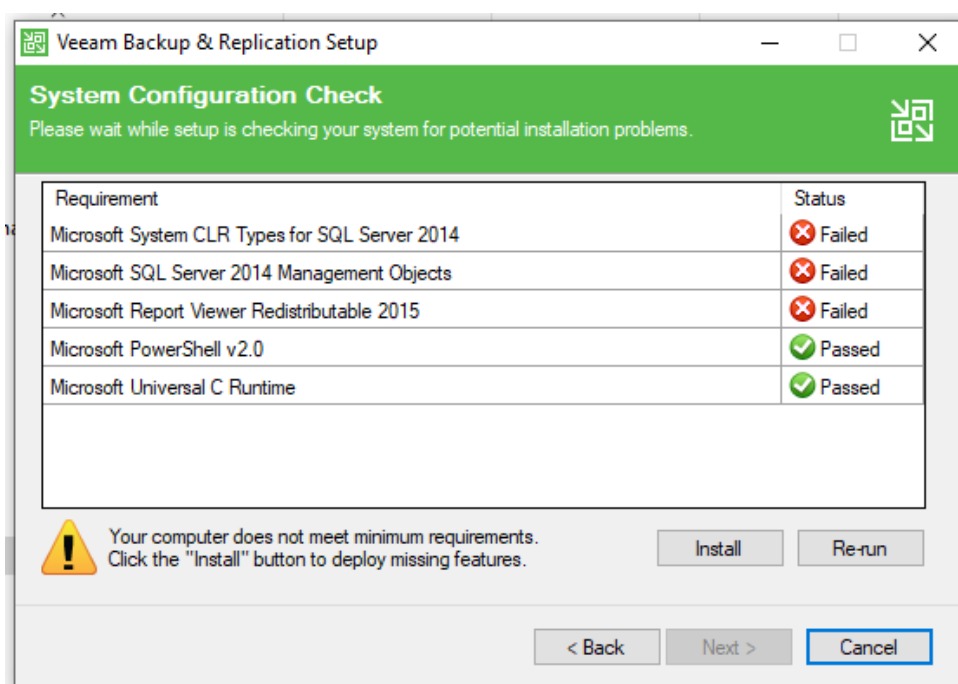 Veeam Backup & Replication Setup
System Configuration Check
Please wait while setup is checking your system for potential installation problems.
Requirement Status
Microsoft System CLR Types for SQL Server 2014 Failed
Microsoft SQL Server 2014 Management Objects Failed
Microsoft Report Viewer Redistributable 2015 Failed
Microsoft PowerShell v2.0 Passed
Microsoft Universal C Runtime Passed
Your computer does not meet minimum requirements.
Click the "Install" button to deploy missing features.
Install Re-run
< Back Next > Cancel